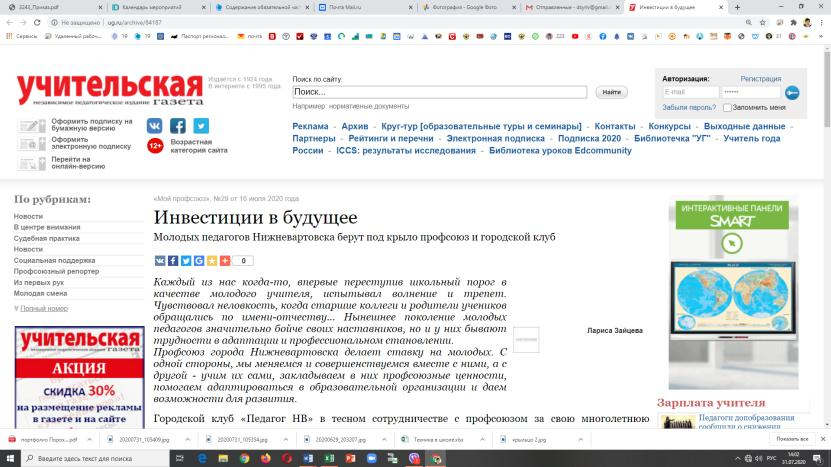 3243_Приказ.pdf
Календарь мероприятий
Содержание обязательной час
Почта Mail.ru
Фотография - Google Фото
Отправленные - dtsyriv@gmail.c
Инвестиции в будущее
Не защищено | ug.ru/archive/84187
Сервисы
Удаленный рабоч...
19
19
Паспорт регионал...
почта
223
УЧИТЕЛЬСКАЯ
независимое педагогическое издание газета
Издаётся с 1924 года.
В интернете с 1995 года
Поиск по сайту:
Поиск...
Найти
Например: нормативные документы
Авторизация:
Регистрация
E-mail
Забыли пароль?
Запомнить меня
Оформить подписку на
бумажную версию
Оформить
электронную подписку
Перейти на
онлайн-версию
12+
Возрастная
категория сайта
Реклама - Архив - Круг-тур [образовательные туры и семинары] - Контакты - Конкурсы - Выходные данные -
Партнеры - Рейтинги и перечни - Электронная подписка - Подписка 2020 - Библиотечка "УГ" - Учитель года
России - ICCS: результаты исследования - Библиотека уроков Edcommunity
По рубрикам:
Новости
В центре внимания
Судебная практика
Новости
Социальная поддержка
Профсоюзный репортер
Из первых рук
Молодая смена
Полный номер
«Мой профсоюз», №29 от 16 июля 2020 года
Инвестиции в будущее
Молодых педагогов Нижневартовска берут под крыло профсоюз и городской клуб
0
Каждый из нас когда-то, впервые переступив школьный порог в
качестве молодого учителя, испытывал волнение и трепет.
Чувствовал неловкость, когда старшие коллеги и родители учеников
обращались по имени-отчеству... Нынешнее поколение молодых
педагогов значительно бойче своих наставников, но и у них бывают
трудности в адаптации и профессиональном становлении.
Профсоюз города Нижневартовска делает ставку на молодых. С
одной стороны, мы меняемся и совершенствуемся вместе с ними, а с
другой - учим их сами, закладываем в них профсоюзные ценности,
помогаем адаптироваться в образовательной организации и даем
возможности для развития.
Лариса Зайцева
Городской клуб «Педагог НВ» в тесном сотрудничестве с профсоюзом за свою многолетнюю
учительская
газета
АКЦИЯ
СКИДКА 30%
на размещение рекламы
в газете и на сайте
ИНТЕРАКТИВНЫЕ ПАНЕЛИ
SMART
Зарплата учителя
Педагоги допобразования
сообщили о снижении
портфолио Порох....pdf
20200731_105409.jpg
20200731_105354.jpg
20200629_203207.jpg
Техника в школе.xlsx
крыльцо 2.jpg
Показать все
Введите здесь текст для поиска
РУС
14:02
31.07.2020